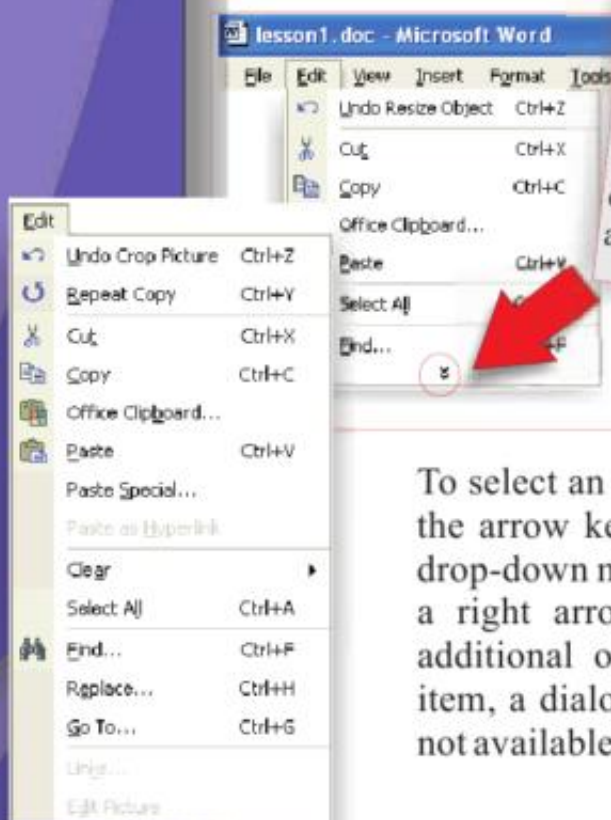 lesson1.doc - Microsoft Word
File Edit View Insert Format Tools
Undo Resize Object Ctrl+Z
Cut Ctrl+X
Copy Ctrl+C
Office Clipboard...
Paste Ctrl+V
Select All
Find...
a
Edit
Undo Crop Picture Ctrl+Z
Repeat Copy Ctrl+Y
Cut Ctrl+X
Copy Ctrl+C
Office Clipboard...
Paste Ctrl+V
Paste Special...
Paste as Hyperlink
Clear
Select All Ctrl+A
Find... Ctrl+F
Replace... Ctrl+H
Go To... Ctrl+G
Links...
Edit Picture
To select an
the arrow ke
drop-down m
a right arro
additional o
item, a dialo
not available